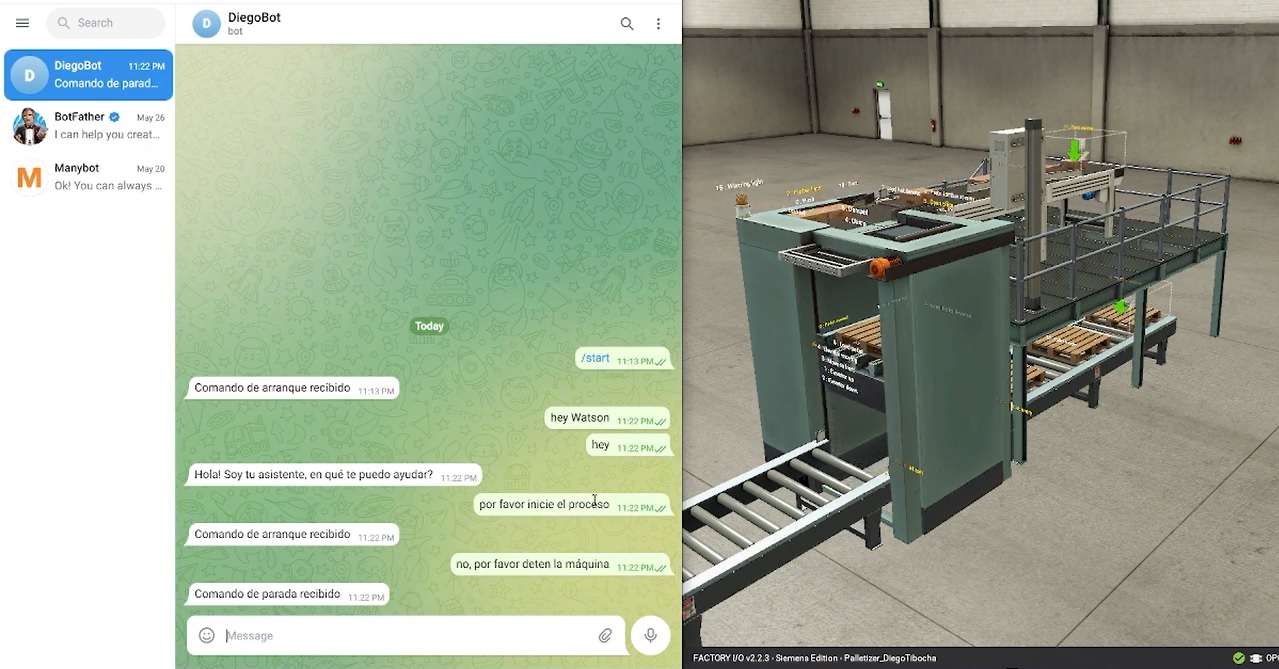 Search
DiegoBot
11:22 PM
Comando de parad...
BotFather
May 26
I can help you creat...
Manybot
May 20
Ok! You can always ...
D
M
D
DiegoBot
bot
Today
/start 11:13 PM
Comando de arranque recibido 11:13 PM
hey Watson 11:22 PM
hey 11:22 PM
Hola! Soy tu asistente, en qué te puedo ayudar? 11:22 PM
por favor inicie el proceso 11:22 PM
Comando de arranque recibido 11:22 PM
no, por favor deten la máquina 11:22 PM
Comando de parada recibido 11:22 PM
Message
15 : Warning light
FACTORY I/O v2.2.3 - Siemens Edition - Palletizer_DiegoTibocha